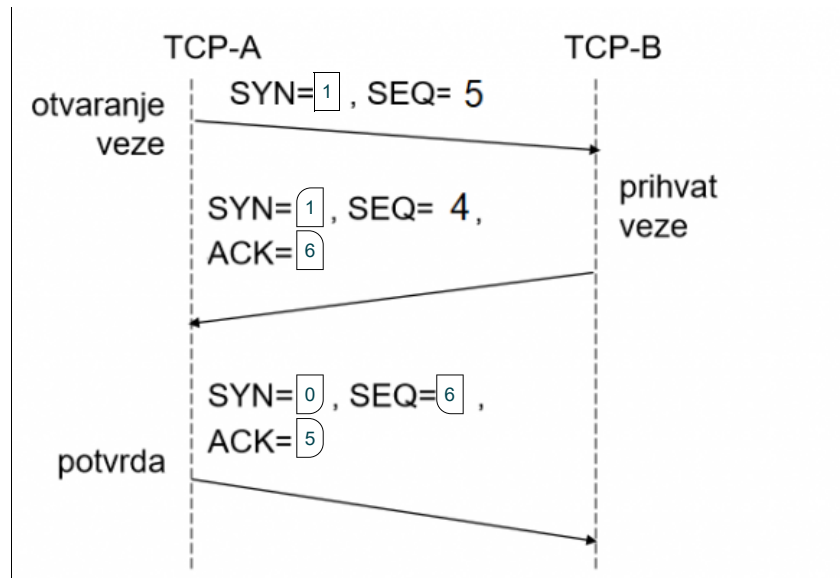 TCP-A TCP-B
otvaranje
veze
SYN=1 , SEQ= 5
prihvat
veze
SYN=1 , SEQ= 4,
ACK=6
SYN=0 , SEQ=6 ,
ACK=5
potvrda